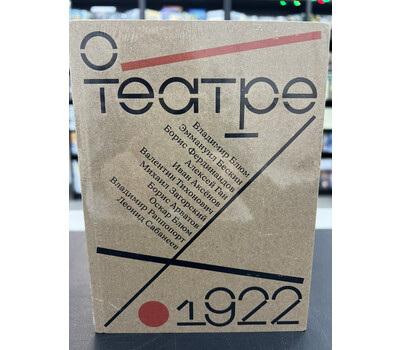 О
театре
Владимир Блюм
Эммануил Бескин
Борис Фердинандов
Алексей Ган
Иван Аксёнов
Валентин Тихонович
Михаил Загорский
Борис Арватов
Оскар Блюм
Владимир Раппопорт
Леонид Сабанеев
1922